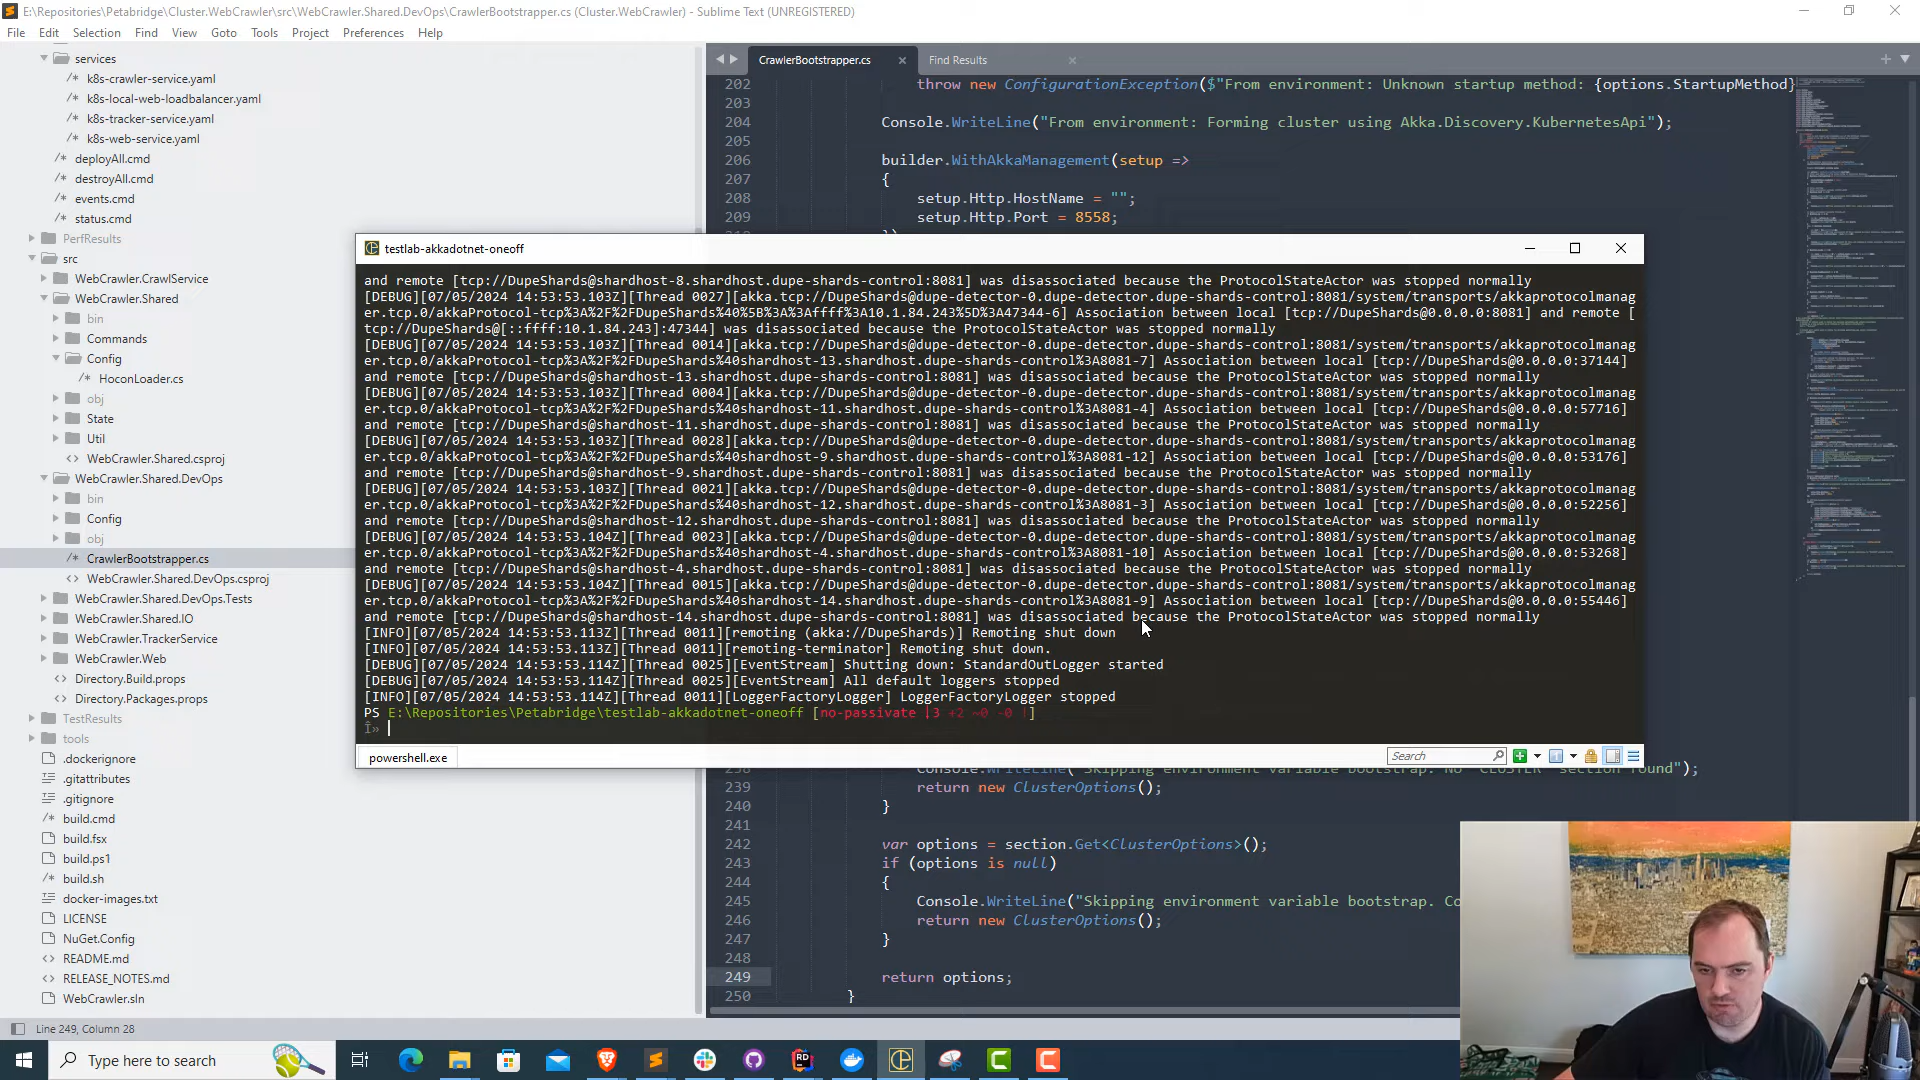 E:\Repositories\Petabridge\Cluster.WebCrawler\src\WebCrawler.Shared.DevOps\CrawlerBootstrapper.cs (Cluster.WebCrawler) - Sublime Text (UNREGISTERED)
File Edit Selection Find View Goto Tools Project Preferences Help
services
k8s-crawler-service.yaml
k8s-local-web-loadbalancer.yaml
k8s-tracker-service.yaml
k8s-web-service.yaml
deployAll.cmd
destroyAll.cmd
events.cmd
status.cmd
PerfResults
src
WebCrawler.CrawlService
WebCrawler.Shared
bin
Commands
Config
HoconLoader.cs
obj
State
Util
WebCrawler.Shared.csproj
WebCrawler.Shared.DevOps
bin
Config
obj
CrawlerBootstrapper.cs
WebCrawler.Shared.DevOps.csproj
WebCrawler.Shared.DevOps.Tests
WebCrawler.Shared.IO
WebCrawler.TrackerService
WebCrawler.Web
Directory.Build.props
Directory.Packages.props
TestResults
tools
.dockerignore
.gitattributes
.gitignore
build.cmd
build.fsx
build.ps1
build.sh
docker-images.txt
LICENSE
NuGet.Config
README.md
RELEASE_NOTES.md
WebCrawler.sln
CrawlerBootstrapper.cs
Find Results
202 throw new ConfigurationException($"From environment: Unknown startup method: {options.StartupMethod}
203
204 Console.WriteLine("From environment: Forming cluster using Akka.Discovery.KubernetesApi");
205
206 builder.WithAkkaManagement(setup =>
207 {
208 setup.Http.HostName = "";
209 setup.Http.Port = 8558;
testlab-akkadotnet-oneoff
and remote [tcp://DupeShards@shardhost-8.shardhost.dupe-shards-control:8081] was disassociated because the ProtocolStateActor was stopped normally
[DEBUG][07/05/2024 14:53:53.103Z][Thread 0027][akka.tcp://DupeShards@dupe-detector-0.dupe-detector.dupe-shards-control:8081/system/transports/akkaprotocolmanag
er.tcp.0/akkaProtocol-tcp%3A%2F%2FDupeShards%40%5B%3A%3Affff%3A10.1.84.243%5D%3A47344-6] Association between local [tcp://DupeShards@0.0.0.0:8081] and remote [
tcp://DupeShards@[::ffff:10.1.84.243]:47344] was disassociated because the ProtocolStateActor was stopped normally
[DEBUG][07/05/2024 14:53:53.103Z][Thread 0014][akka.tcp://DupeShards@dupe-detector-0.dupe-detector.dupe-shards-control:8081/system/transports/akkaprotocolmanag
er.tcp.0/akkaProtocol-tcp%3A%2F%2FDupeShards%40shardhost-13.shardhost.dupe-shards-control%3A8081-7] Association between local [tcp://DupeShards@0.0.0.0:37144]
and remote [tcp://DupeShards@shardhost-13.shardhost.dupe-shards-control:8081] was disassociated because the ProtocolStateActor was stopped normally
[DEBUG][07/05/2024 14:53:53.103Z][Thread 0004][akka.tcp://DupeShards@dupe-detector-0.dupe-detector.dupe-shards-control:8081/system/transports/akkaprotocolmanag
er.tcp.0/akkaProtocol-tcp%3A%2F%2FDupeShards%40shardhost-11.shardhost.dupe-shards-control%3A8081-4] Association between local [tcp://DupeShards@0.0.0.0:57716]
and remote [tcp://DupeShards@shardhost-11.shardhost.dupe-shards-control:8081] was disassociated because the ProtocolStateActor was stopped normally
[DEBUG][07/05/2024 14:53:53.103Z][Thread 0028][akka.tcp://DupeShards@dupe-detector-0.dupe-detector.dupe-shards-control:8081/system/transports/akkaprotocolmanag
er.tcp.0/akkaProtocol-tcp%3A%2F%2FDupeShards%40shardhost-9.shardhost.dupe-shards-control%3A8081-12] Association between local [tcp://DupeShards@0.0.0.0:53176]
and remote [tcp://DupeShards@shardhost-9.shardhost.dupe-shards-control:8081] was disassociated because the ProtocolStateActor was stopped normally
[DEBUG][07/05/2024 14:53:53.103Z][Thread 0021][akka.tcp://DupeShards@dupe-detector-0.dupe-detector.dupe-shards-control:8081/system/transports/akkaprotocolmanag
er.tcp.0/akkaProtocol-tcp%3A%2F%2FDupeShards%40shardhost-12.shardhost.dupe-shards-control%3A8081-3] Association between local [tcp://DupeShards@0.0.0.0:52256]
and remote [tcp://DupeShards@shardhost-12.shardhost.dupe-shards-control:8081] was disassociated because the ProtocolStateActor was stopped normally
[DEBUG][07/05/2024 14:53:53.104Z][Thread 0023][akka.tcp://DupeShards@dupe-detector-0.dupe-detector.dupe-shards-control:8081/system/transports/akkaprotocolmanag
er.tcp.0/akkaProtocol-tcp%3A%2F%2FDupeShards%40shardhost-4.shardhost.dupe-shards-control%3A8081-10] Association between local [tcp://DupeShards@0.0.0.0:53268]
and remote [tcp://DupeShards@shardhost-4.shardhost.dupe-shards-control:8081] was disassociated because the ProtocolStateActor was stopped normally
[DEBUG][07/05/2024 14:53:53.104Z][Thread 0015][akka.tcp://DupeShards@dupe-detector-0.dupe-detector.dupe-shards-control:8081/system/transports/akkaprotocolmanag
er.tcp.0/akkaProtocol-tcp%3A%2F%2FDupeShards%40shardhost-14.shardhost.dupe-shards-control%3A8081-9] Association between local [tcp://DupeShards@0.0.0.0:55446]
and remote [tcp://DupeShards@shardhost-14.shardhost.dupe-shards-control:8081] was disassociated because the ProtocolStateActor was stopped normally
[INFO][07/05/2024 14:53:53.113Z][Thread 0011][remoting (akka://DupeShards)] Remoting shut down
[INFO][07/05/2024 14:53:53.113Z][Thread 0011][remoting-terminator] Remoting shut down.
[DEBUG][07/05/2024 14:53:53.114Z][Thread 0025][EventStream] Shutting down: StandardOutLogger started
[DEBUG][07/05/2024 14:53:53.114Z][Thread 0025][EventStream] All default loggers stopped
[INFO][07/05/2024 14:53:53.114Z][Thread 0011][LoggerFactoryLogger] LoggerFactoryLogger stopped
PS E:\Repositories\Petabridge\testlab-akkadotnet-oneoff [no-passivate |3 +2 ~0 -0 !]
powershell.exe
Search
239 return new ClusterOptions();
240 }
241
242 var options = section.Get<ClusterOptions>();
243 if (options is null)
244 {
245 Console.WriteLine("Skipping environment variable bootstrap. Co
246 return new ClusterOptions();
247 }
248
249 return options;
250 }
Line 249, Column 28
Type here to search